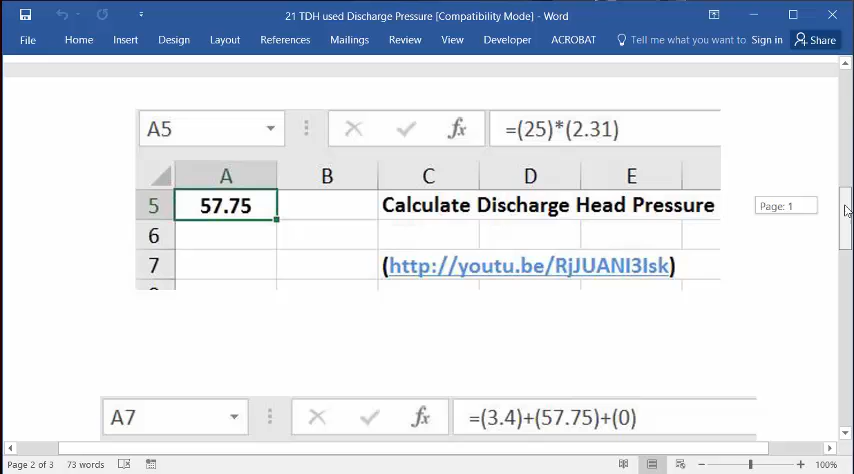 21 TDH used Discharge Pressure [Compatibility Mode] - Word
File Home Insert Design Layout References Mailings Review View Developer ACROBAT Tell me what you want to Sign in Share
A5 fx =(25)*(2.31)
A B C D E
5 57.75 Calculate Discharge Head Pressure
Page: 1
6
7 (http://youtu.be/RjJUANI3Isk)
A7 fx =(3.4)+(57.75)+(0)
Page 2 of 3 73 words 100%